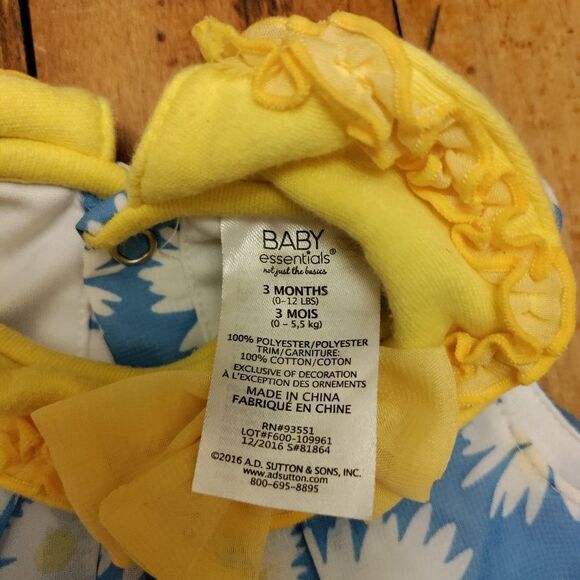 BABY
essentials®
not just the basics
3 MONTHS
(0-12 LBS)
3 MOIS
(0 - 5,5 kg)
100% POLYESTER/POLYESTER
TRIM/GARNITURE:
100% COTTON/COTON
EXCLUSIVE OF DECORATION
À L'EXCEPTION DES ORNEMENTS
MADE IN CHINA
FABRIQUÉ EN CHINE
RN#93551
LOT#F600-109961
12/2016 S#81864
©2016 A.D. SUTTON & SONS, INC.
www.adsutton.com
800-695-8895